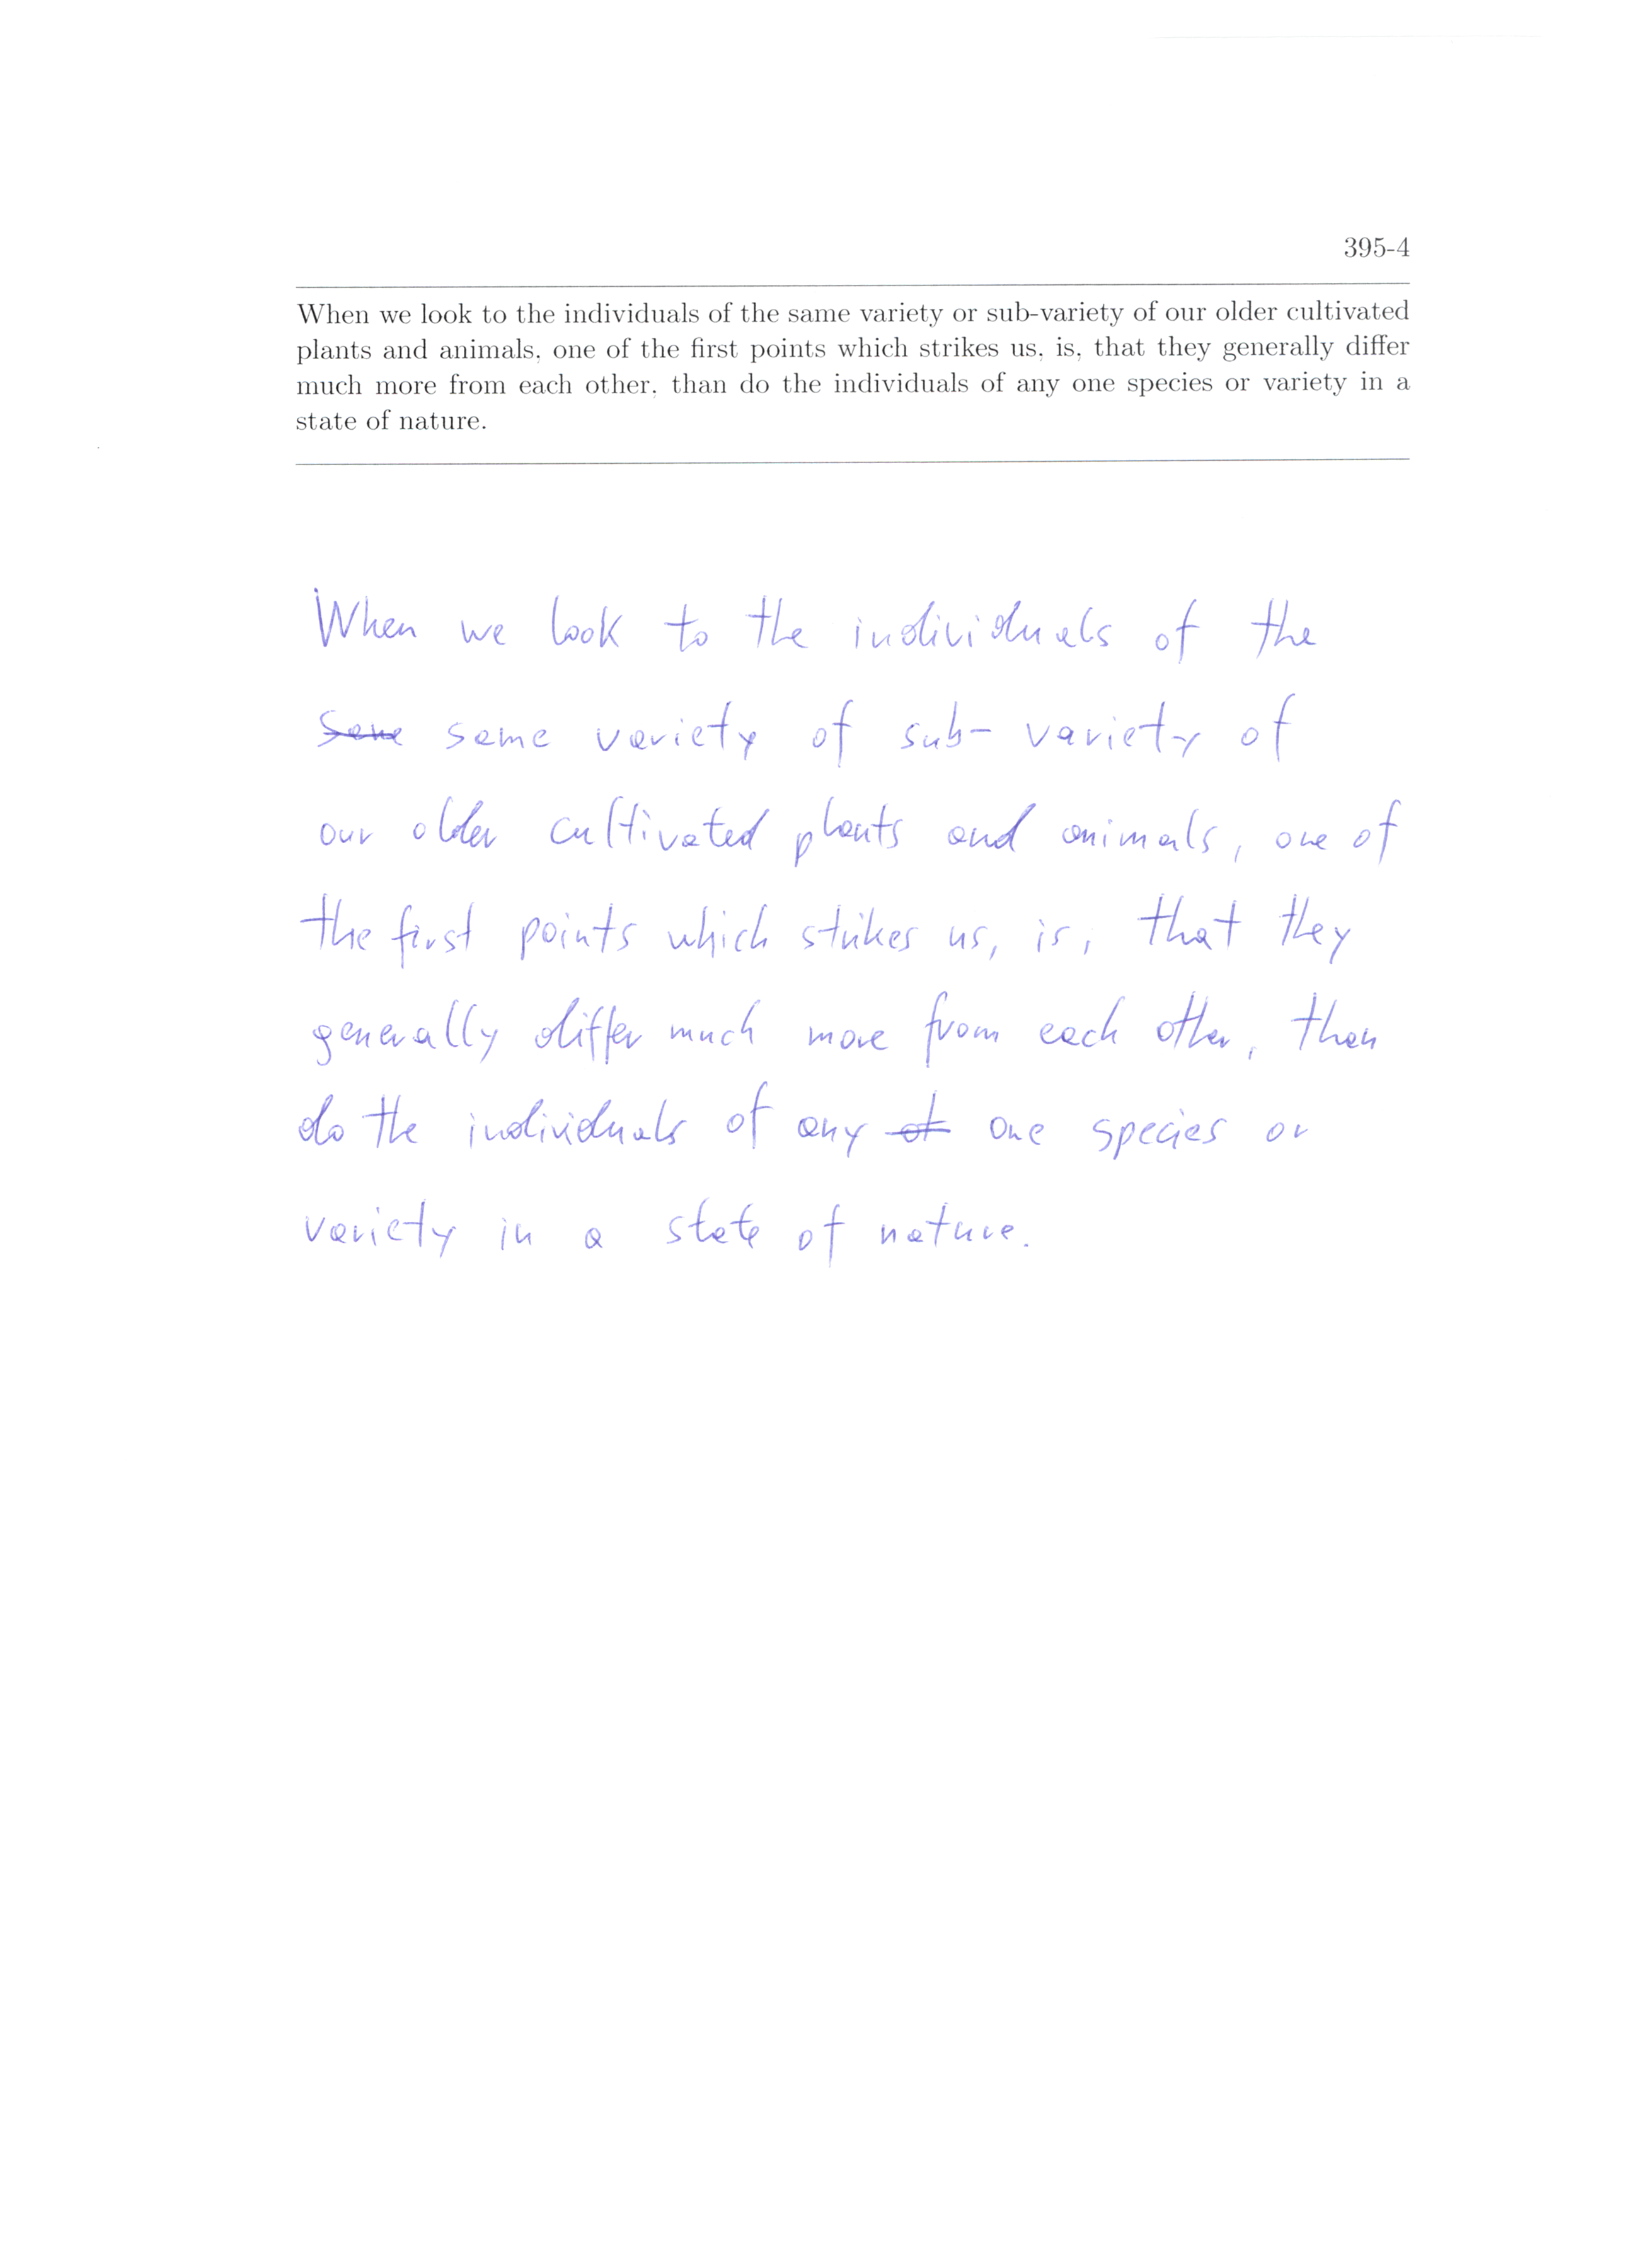 395-4
When we look to the individuals of the same variety or sub-variety of our older cultivated
plants and animals, one of the first points which strikes us, is, that they generally differ
much more from each other, than do the individuals of any one species or variety in a
state of nature.
When we look to the individuals of the
same variety of sub-variety of
our older cultivated plants and animals, one of
the first points which strikes us, is, that they
generally differ much more from each other, than
do the individuals of any one species or
variety in a state of nature.